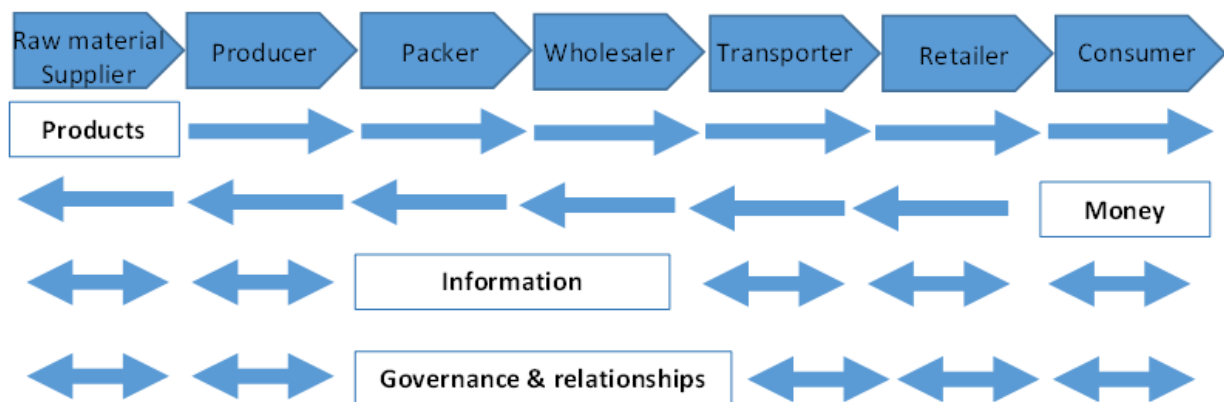 Raw material
Supplier
Producer
Packer
Wholesaler
Transporter
Retailer
Consumer
Products
Money
Information
Governance & relationships